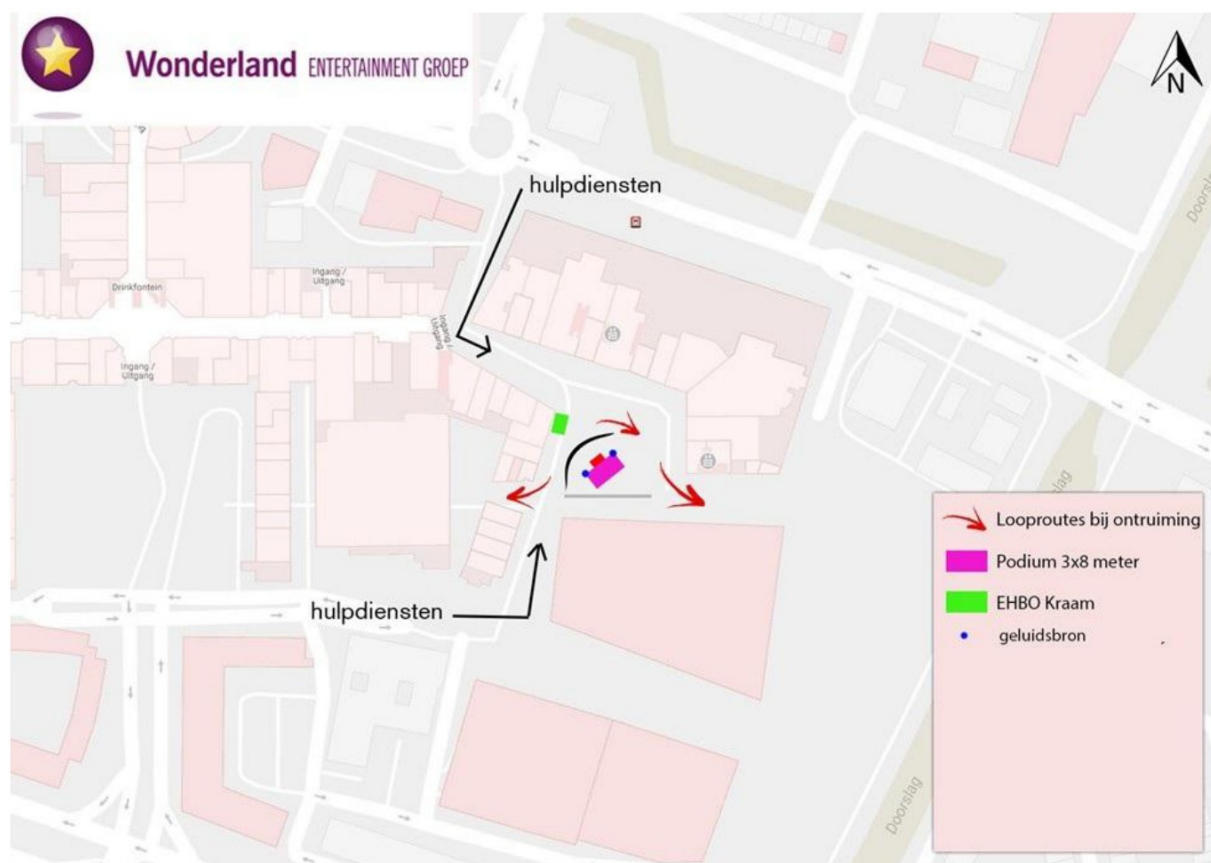 Wonderland ENTERTAINMENT GROEP
N
hulpdiensten
Doorslag
Ingang /
Uitgang
Drinkfontein
Ingang /
Uitgang
Ingang /
Uitgang
Doorslag
Looproutes bij ontruiming
Podium 3x8 meter
EHBO Kraam
geluidsbron
hulpdiensten
Doorslag